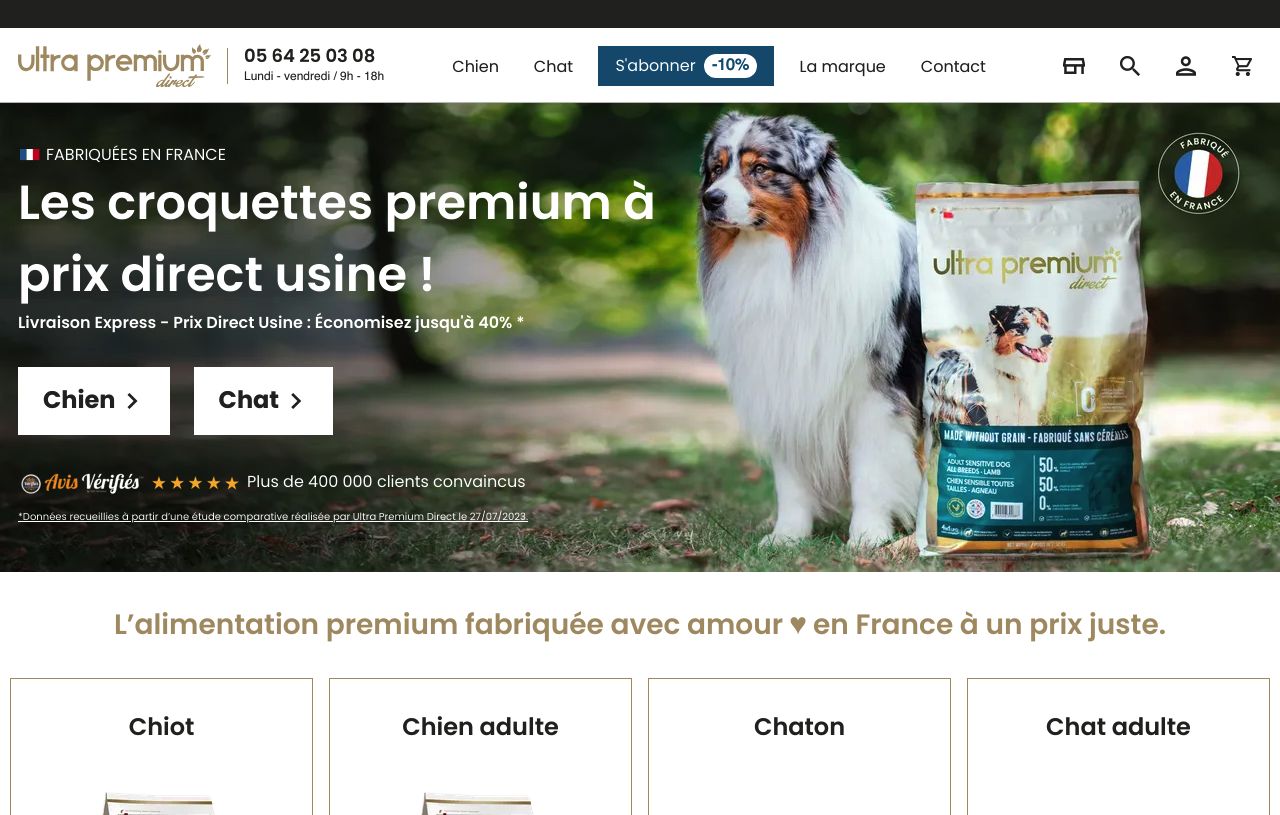 ultra premium
direct
05 64 25 03 08
Lundi - vendredi / 9h - 18h
Chien
Chat
S'abonner -10%
La marque
Contact
FABRIQUÉES EN FRANCE
Les croquettes premium à
prix direct usine !
Livraison Express - Prix Direct Usine : Économisez jusqu'à 40% *
Chien
Chat
Avis Vérifiés
Plus de 400 000 clients convaincus
*Données recueillies à partir d'une étude comparative réalisée par Ultra Premium Direct le 27/07/2023.
FABRIQUÉ
EN FRANCE
ultra premium
direct
0%
MADE WITHOUT GRAIN - FABRIQUÉ SANS CÉRÉALES
ADULT SENSITIVE DOG
ALL BREEDS - LAMB
CHIEN SENSIBLE TOUTES
TAILLES - AGNEAU
50%
50%
0%
L’alimentation premium fabriquée avec amour ♥ en France à un prix juste.
Chiot
Chien adulte
Chaton
Chat adulte